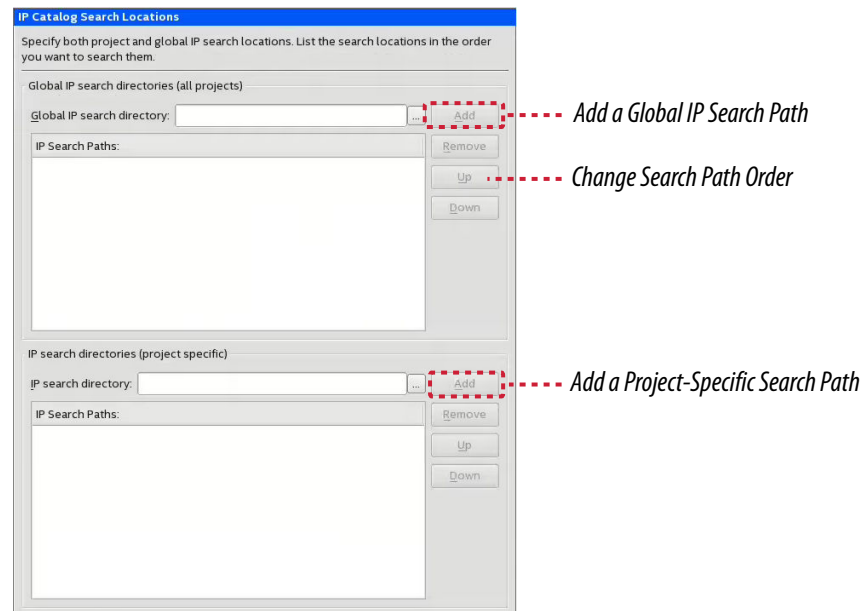 IP Catalog Search Locations
Specify both project and global IP search locations. List the search locations in the order
you want to search them.
Global IP search directories (all projects)
Global IP search directory: ... Add
Add a Global IP Search Path
IP Search Paths:
Remove
Up
Change Search Path Order
Down
IP search directories (project specific)
IP search directory: ... Add
Add a Project-Specific Search Path
IP Search Paths:
Remove
Up
Down